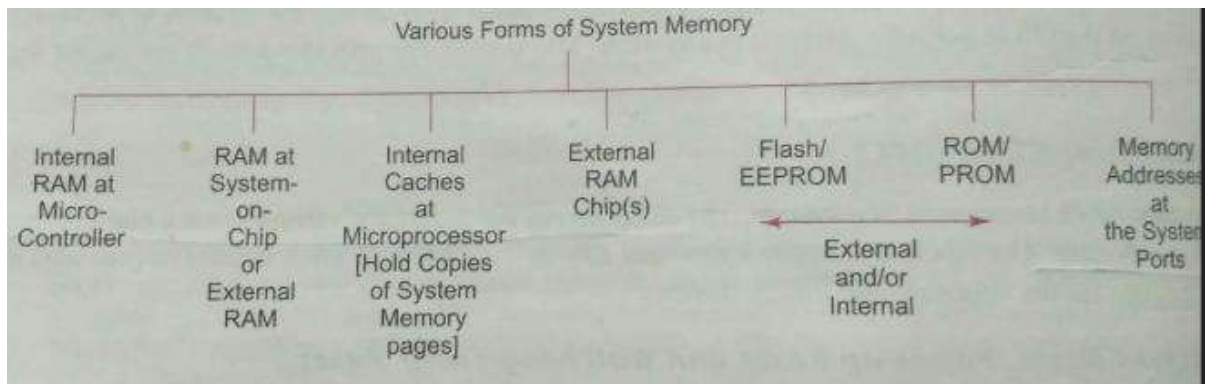 Various Forms of System Memory
Internal
RAM at
Micro-
Controller
RAM at
System-
on-
Chip
or
External
RAM
Internal
Caches
at
Microprocessor
[Hold Copies
of System
Memory
pages]
External
RAM
Chip(s)
Flash/
EEPROM
ROM/
PROM
External
and/or
Internal
Memory
Addresses
at
the System
Ports